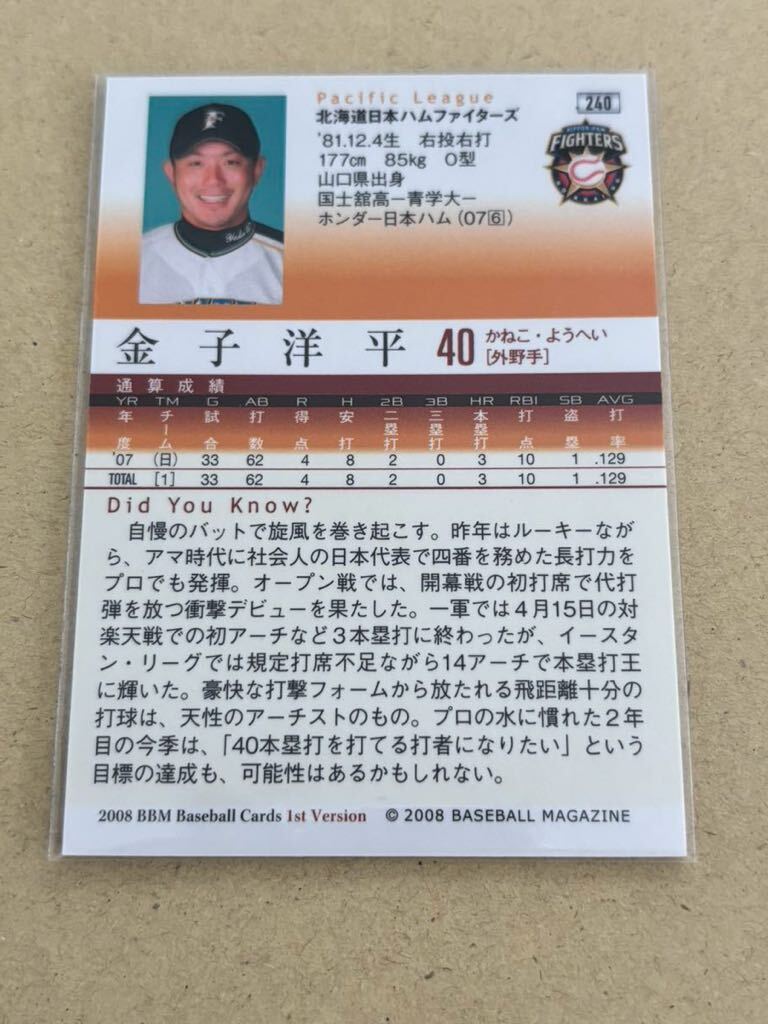 Pacific League
240
北海道日本ハムファイターズ
'81.12.4生 右投右打
177㎝ 85kg O型
山口県出身
国士舘高ー青学大ー
ホンダー日本ハム(07⑥)
NIPPON-HAM
FIGHTERS
金子洋平 40 かねこ・ようへい
[外野手]
通算成績
YR TM G AB R H 2B 3B HR RBI SB AVG
年度 チーム 試合 打数 得点 安打 二塁打 三塁打 本塁打 打点 盗塁 打率
'07 (日) 33 62 4 8 2 0 3 10 1 .129
TOTAL [1] 33 62 4 8 2 0 3 10 1 .129
Did You Know?
自慢のバットで旋風を巻き起こす。昨年はルーキーなが
ら、アマ時代に社会人の日本代表で四番を務めた長打力を
プロでも発揮。オープン戦では、開幕戦の初打席で代打
弾を放つ衝撃デビューを果たした。一軍では4月15日の対
楽天戦での初アーチなど3本塁打に終わったが、イースタ
ン・リーグでは規定打席不足ながら14アーチで本塁打王
に輝いた。豪快な打撃フォームから放たれる飛距離十分の
打球は、天性のアーチストのもの。プロの水に慣れた2年
目の今季は、「40本塁打を打てる打者になりたい」という
目標の達成も、可能性はあるかもしれない。
2008 BBM Baseball Cards 1st Version © 2008 BASEBALL MAGAZINE